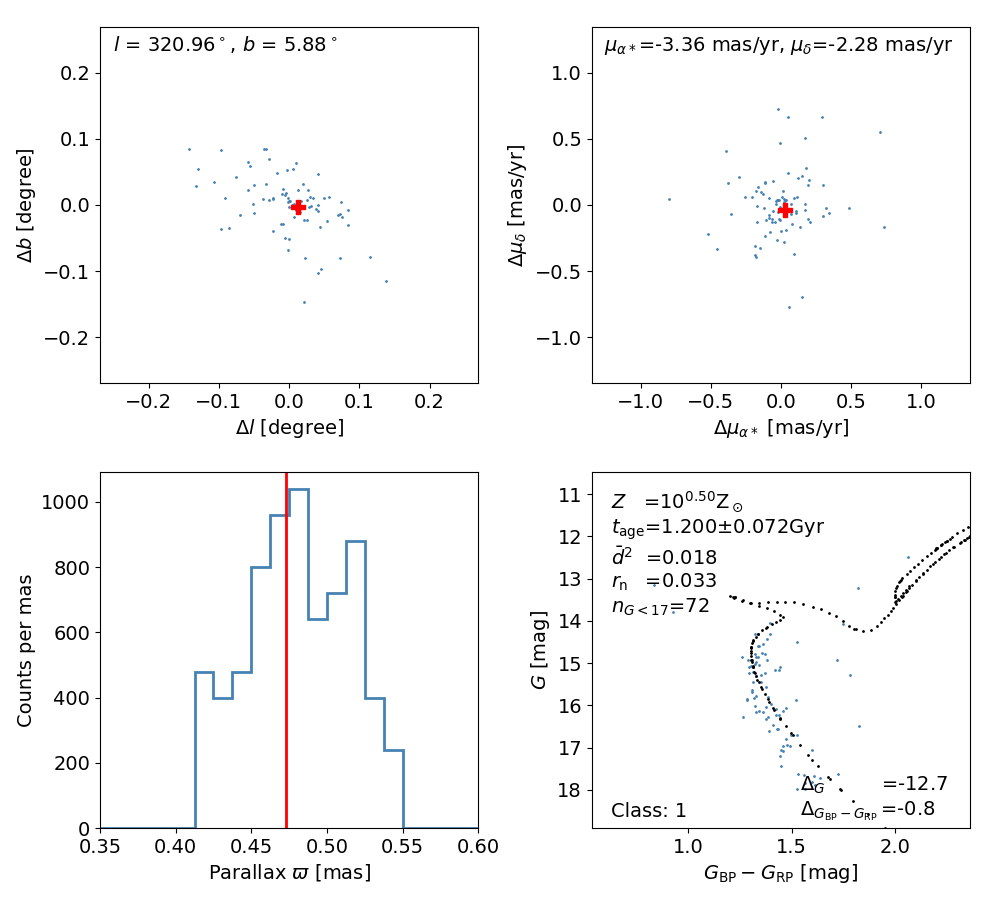 l = 320.96°, b = 5.88°
0.2
0.1
0.0
−0.1
−0.2
Δb [degree]
−0.2 −0.1 0.0 0.1 0.2
Δl [degree]
μα∗=-3.36 mas/yr, μδ=-2.28 mas/yr
1.0
0.5
0.0
−0.5
−1.0
Δμδ [mas/yr]
−1.0 −0.5 0.0 0.5 1.0
Δμα∗ [mas/yr]
1000
800
600
400
200
0
Counts per mas
0.35 0.40 0.45 0.50 0.55 0.60
Parallax ϖ [mas]
Z =10^0.50 Z⊙
t_age=1.200±0.072Gyr
d̄² =0.018
r_n =0.033
n_G<17=72
11
12
13
14
15
16
17
18
G [mag]
Δ_G =-12.7
Δ_GBP−GRP =-0.8
Class: 1
1.0 1.5 2.0
GBP − GRP [mag]